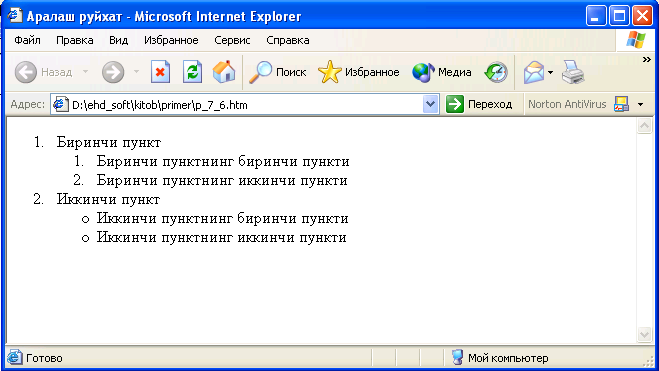 Аралаш руйхат - Microsoft Internet Explorer
Файл Правка Вид Избранное Сервис Справка
Назад Поиск Избранное Медиа
Адрес: D:\ehd_soft\kitob\primer\p_7_6.htm Переход Norton AntiVirus
1. Биринчи пункт
1. Биринчи пунктнинг биринчи пункти
2. Биринчи пунктнинг иккинчи пункти
2. Иккинчи пункт
Иккинчи пунктнинг биринчи пункти
Иккинчи пунктнинг иккинчи пункти
Готово Мой компьютер